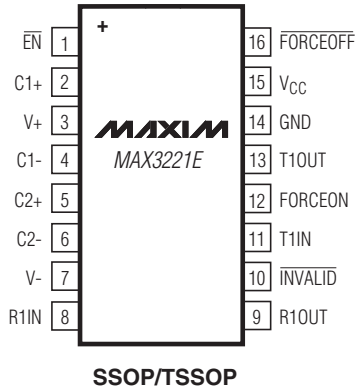 +
EN 1 16 FORCEOFF
C1+ 2 15 VCC
V+ 3 MAXIM 14 GND
C1- 4 MAX3221E 13 T1OUT
C2+ 5 12 FORCEON
C2- 6 11 T1IN
V- 7 10 INVALID
R1IN 8 9 R1OUT
SSOP/TSSOP